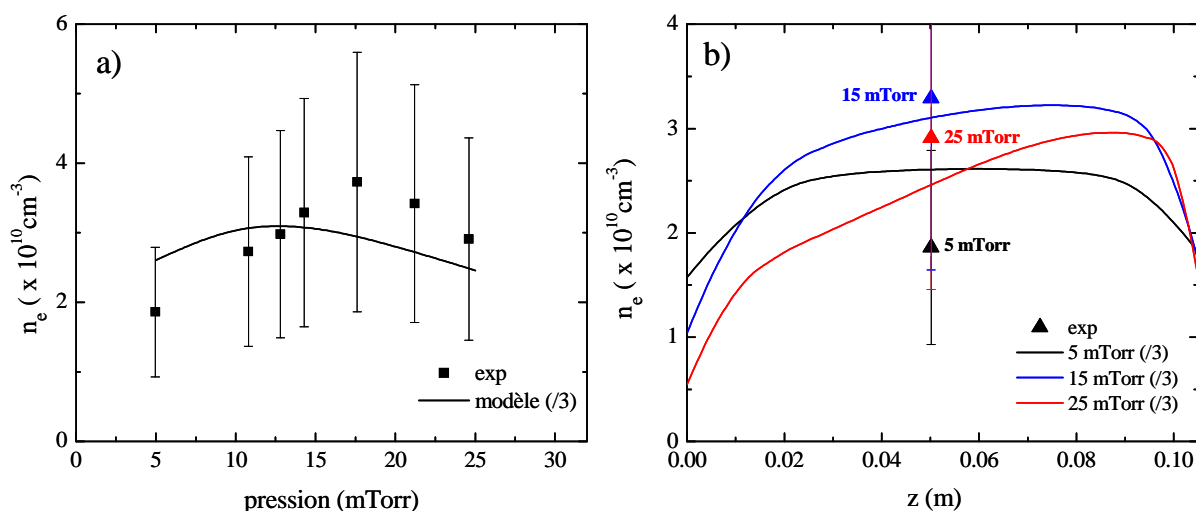 a)
6
4
2
0
n_e ( x 10^10 cm^-3)
exp
modèle (/3)
0 5 10 15 20 25 30
pression (mTorr)
b)
4
3
2
1
0
n_e ( x 10^10 cm^-3)
15 mTorr
25 mTorr
5 mTorr
exp
5 mTorr (/3)
15 mTorr (/3)
25 mTorr (/3)
0.00 0.02 0.04 0.06 0.08 0.10
z (m)